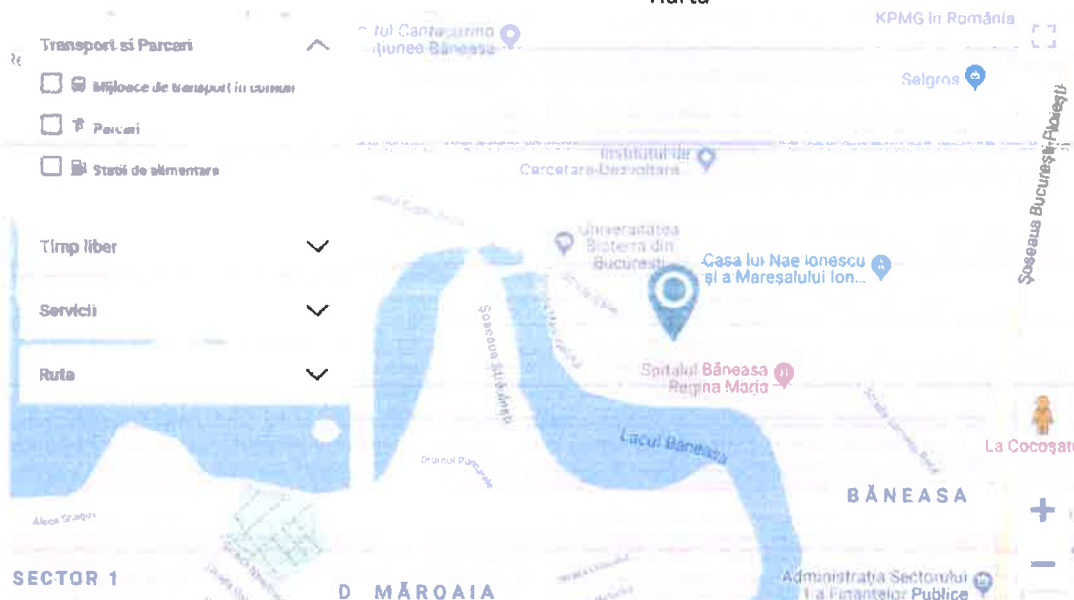 Harta
Transport si Parcari
Mijloace de transport in comun
Parcari
Statii de alimentare
Timp liber
Servicii
Ruta
KPMG în România
Selgros
Șoseaua București-Ploiești
Institutul de
Cercetare-Dezvoltare...
Universitatea
Bioterra din
București
Casa lui Nae Ionescu
și a Mareșalului Ion...
Șoseaua Străulești
Spitalul Băneasa
Regina Maria
Lacul Băneasa
La Cocoșatu
BĂNEASA
SECTOR 1
MĂROAIA
Administrația Sectorului
1 a Finanțelor Publice